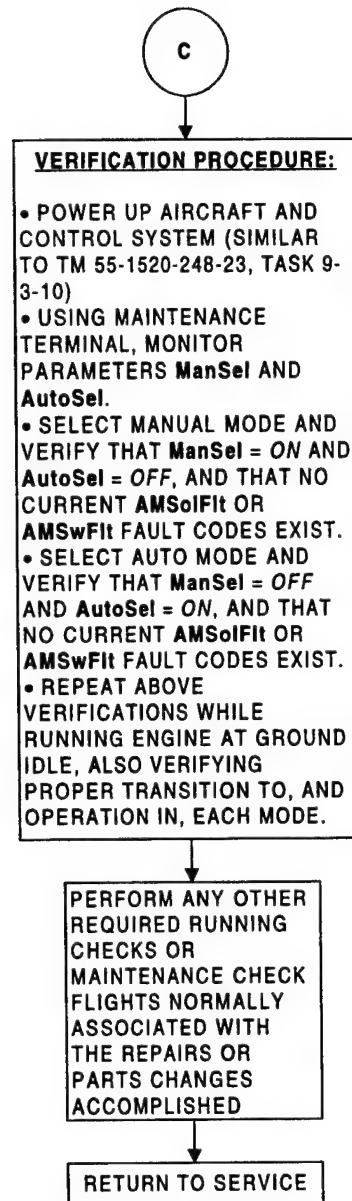 C
VERIFICATION PROCEDURE:
• POWER UP AIRCRAFT AND
CONTROL SYSTEM (SIMILAR
TO TM 55-1520-248-23, TASK 9-
3-10)
• USING MAINTENANCE
TERMINAL, MONITOR
PARAMETERS ManSel AND
AutoSel.
• SELECT MANUAL MODE AND
VERIFY THAT ManSel = ON AND
AutoSel = OFF, AND THAT NO
CURRENT AMSolFlt OR
AMSwFlt FAULT CODES EXIST.
• SELECT AUTO MODE AND
VERIFY THAT ManSel = OFF
AND AutoSel = ON, AND THAT
NO CURRENT AMSolFlt OR
AMSwFlt FAULT CODES EXIST.
• REPEAT ABOVE
VERIFICATIONS WHILE
RUNNING ENGINE AT GROUND
IDLE, ALSO VERIFYING
PROPER TRANSITION TO, AND
OPERATION IN, EACH MODE.
PERFORM ANY OTHER
REQUIRED RUNNING
CHECKS OR
MAINTENANCE CHECK
FLIGHTS NORMALLY
ASSOCIATED WITH
THE REPAIRS OR
PARTS CHANGES
ACCOMPLISHED
RETURN TO SERVICE